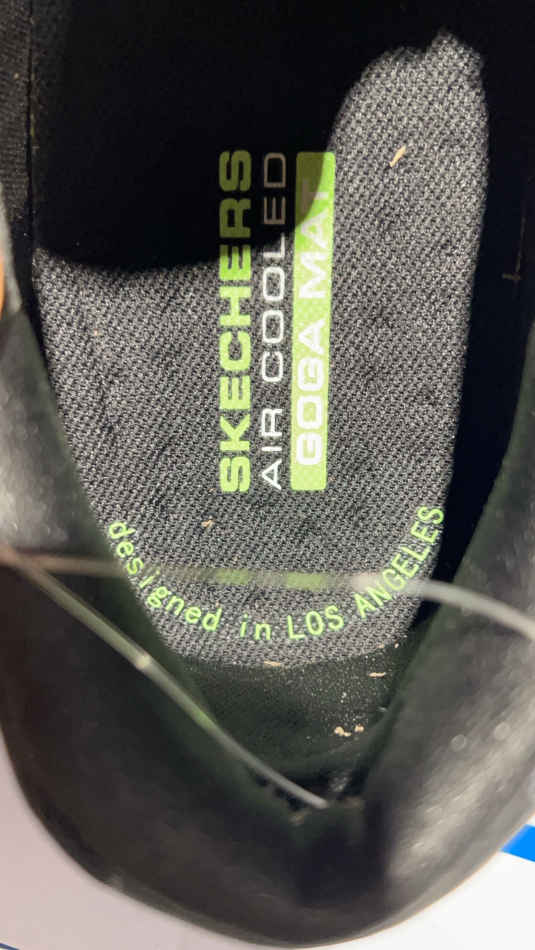 SKECHERS
AIR COOLED
GOGA MAT
designed in LOS ANGELES